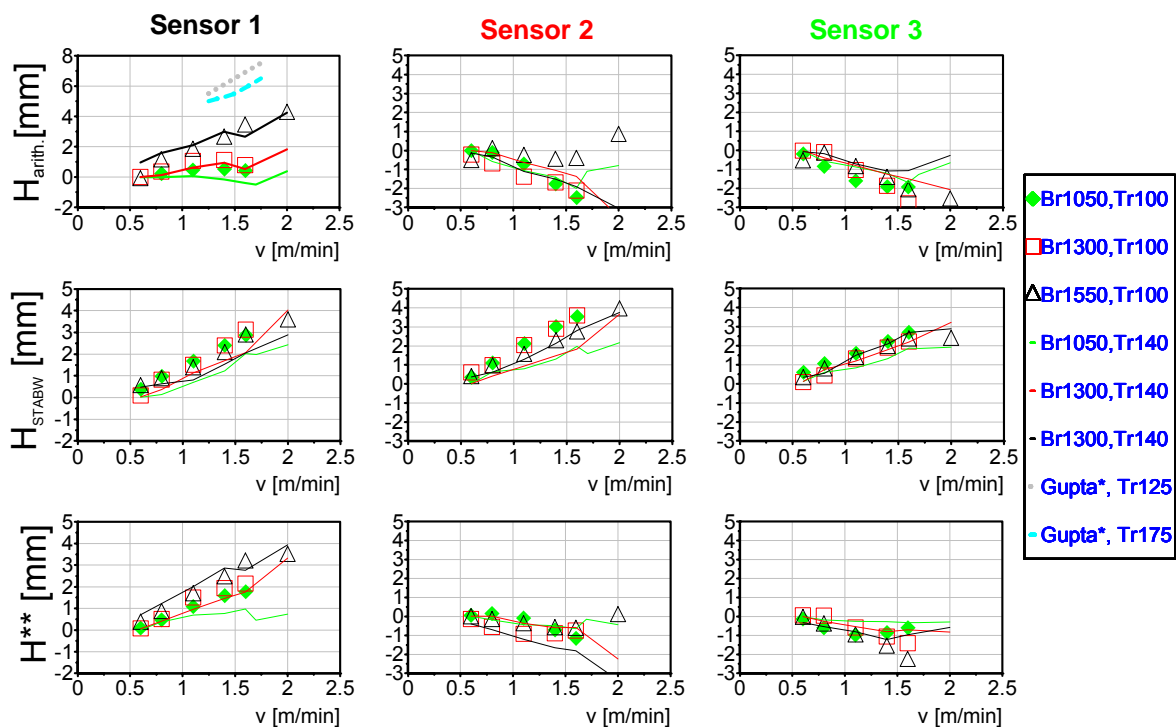 Sensor 1 Sensor 2 Sensor 3
H_arith. [mm]
8
6
4
2
0
-2
0 0.5 1 1.5 2 2.5
v [m/min]
5
4
3
2
1
0
-1
-2
-3
0 0.5 1 1.5 2 2.5
v [m/min]
5
4
3
2
1
0
-1
-2
-3
0 0.5 1 1.5 2 2.5
v [m/min]
H_STABW [mm]
5
4
3
2
1
0
-1
-2
0 0.5 1 1.5 2 2.5
v [m/min]
5
4
3
2
1
0
-1
-2
-3
0 0.5 1 1.5 2 2.5
v [m/min]
5
4
3
2
1
0
-1
-2
-3
0 0.5 1 1.5 2 2.5
v [m/min]
H** [mm]
5
4
3
2
1
0
-1
-2
0 0.5 1 1.5 2 2.5
v [m/min]
5
4
3
2
1
0
-1
-2
-3
0 0.5 1 1.5 2 2.5
v [m/min]
5
4
3
2
1
0
-1
-2
-3
0 0.5 1 1.5 2 2.5
v [m/min]
Br1050,Tr100
Br1300,Tr100
Br1550,Tr100
Br1050,Tr140
Br1300,Tr140
Br1300,Tr140
Gupta*, Tr125
Gupta*, Tr175